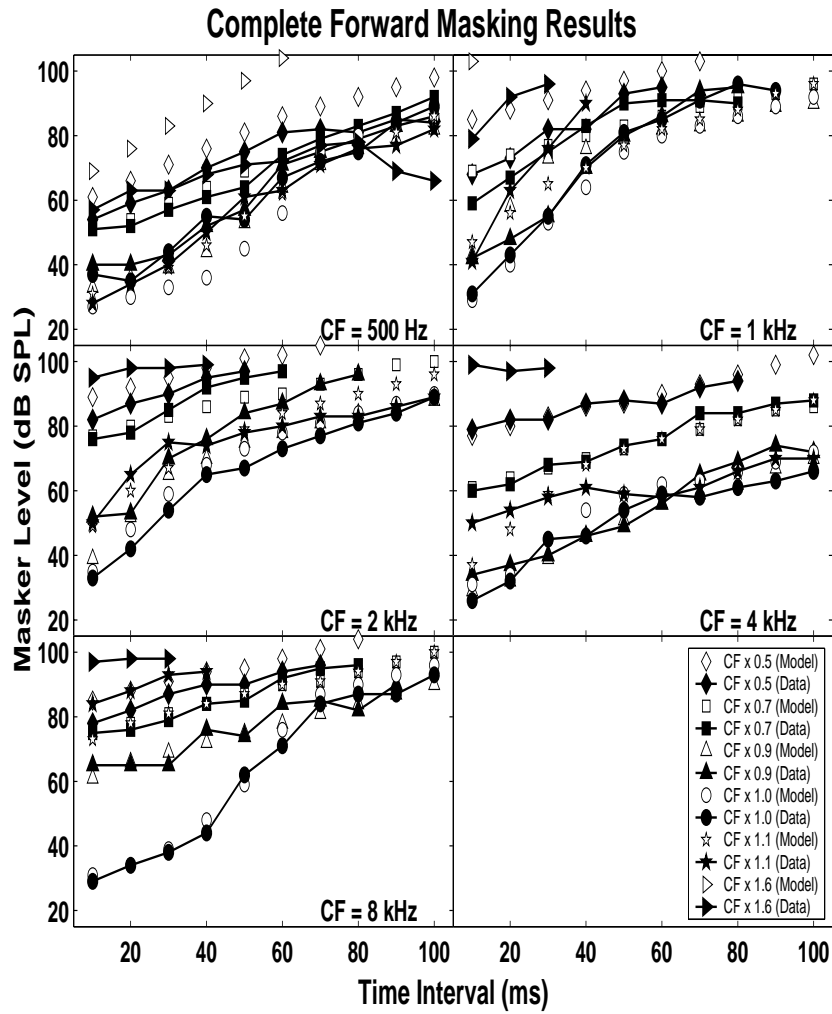 Complete Forward Masking Results
Masker Level (dB SPL)
100
80
60
40
20
CF = 500 Hz
CF = 1 kHz
100
80
60
40
20
CF = 2 kHz
CF = 4 kHz
100
80
60
40
20
CF = 8 kHz
CF x 0.5 (Model)
CF x 0.5 (Data)
CF x 0.7 (Model)
CF x 0.7 (Data)
CF x 0.9 (Model)
CF x 0.9 (Data)
CF x 1.0 (Model)
CF x 1.0 (Data)
CF x 1.1 (Model)
CF x 1.1 (Data)
CF x 1.6 (Model)
CF x 1.6 (Data)
20 40 60 80 100 20 40 60 80 100
Time Interval (ms)